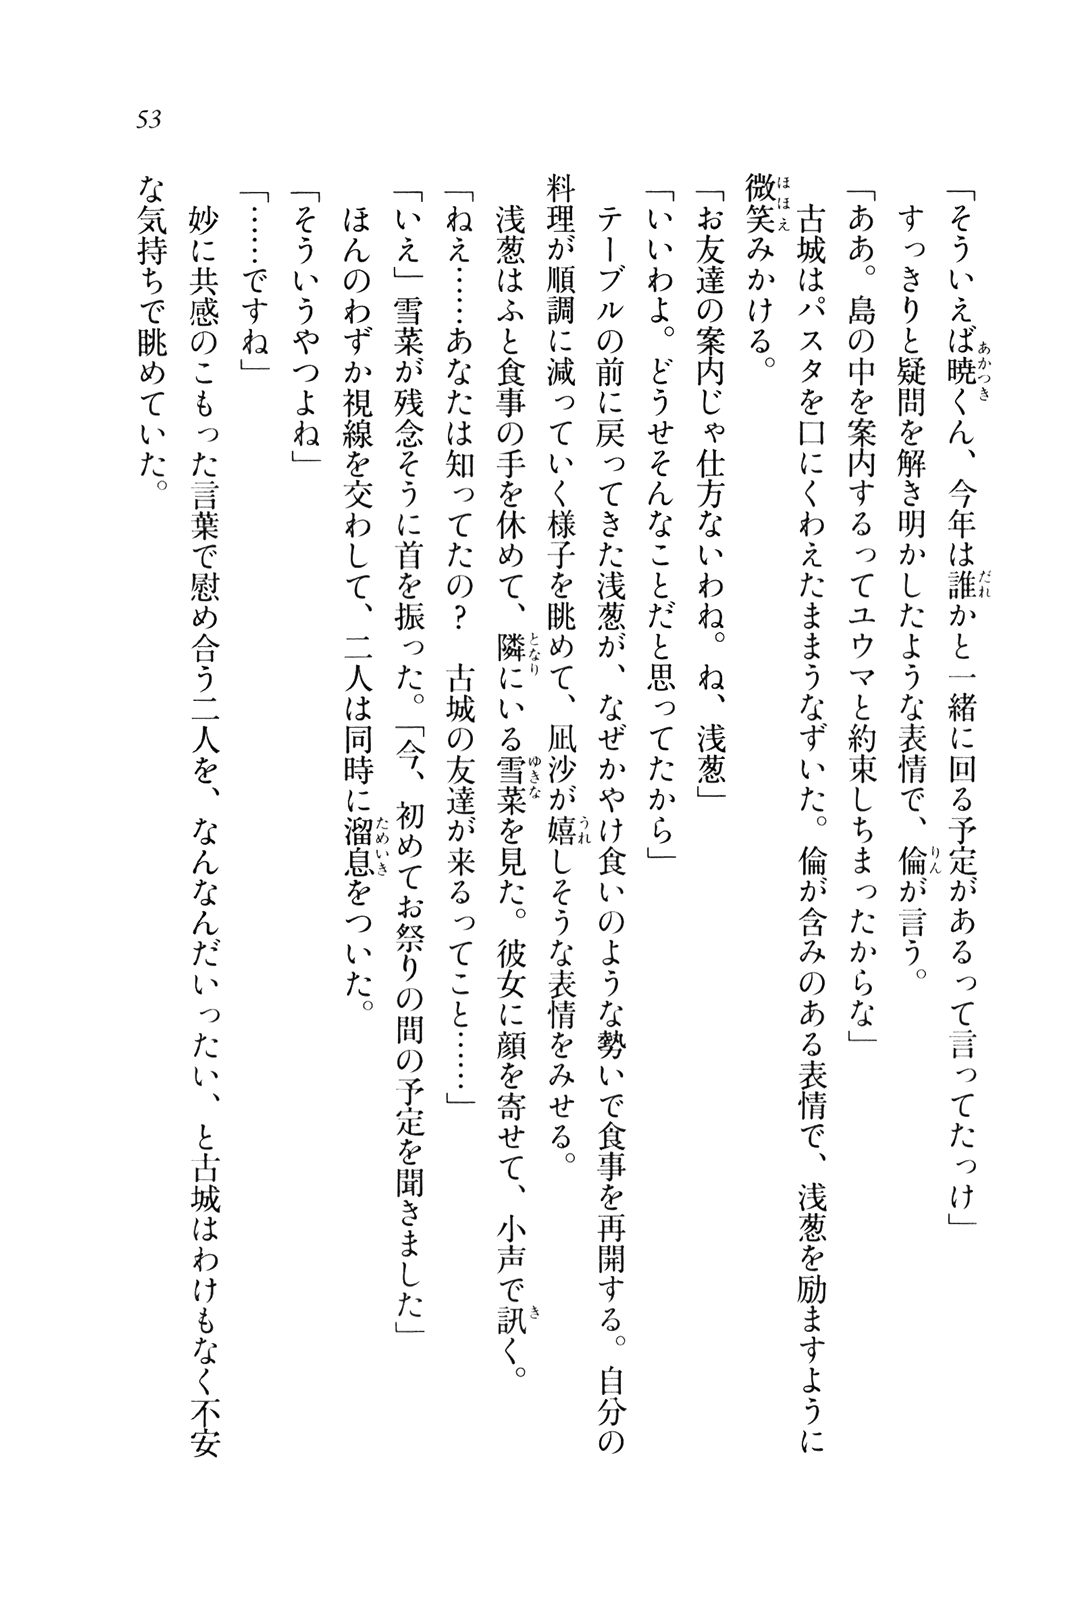 53
「そういえば暁くん、今年は誰かと一緒に回る予定があるって言ってたっけ」
すっきりと疑問を解き明かしたような表情で、倫が言う。
「ああ。島の中を案内するってユウマと約束しちまったからな」
古城はパスタを口にくわえたままうなずいた。倫が含みのある表情で、浅葱を励ますように
微笑みかける。
「お友達の案内じゃ仕方ないわね。ね、浅葱」
「いいわよ。どうせそんなことだと思ってたから」
テーブルの前に戻ってきた浅葱が、なぜかやけ食いのような勢いで食事を再開する。自分の
料理が順調に減っていく様子を眺めて、凪沙が嬉しそうな表情をみせる。
浅葱はふと食事の手を休めて、隣にいる雪菜を見た。彼女に顔を寄せて、小声で訊く。
「ねえ……あなたは知ってたの？　古城の友達が来るってこと……」
「いえ」雪菜が残念そうに首を振った。「今、初めてお祭りの間の予定を聞きました」
ほんのわずか視線を交わして、二人は同時に溜息をついた。
「そういうやつよね」
「……ですね」
妙に共感のこもった言葉で慰め合う二人を、なんなんだいったい、と古城はわけもなく不安
な気持ちで眺めていた。